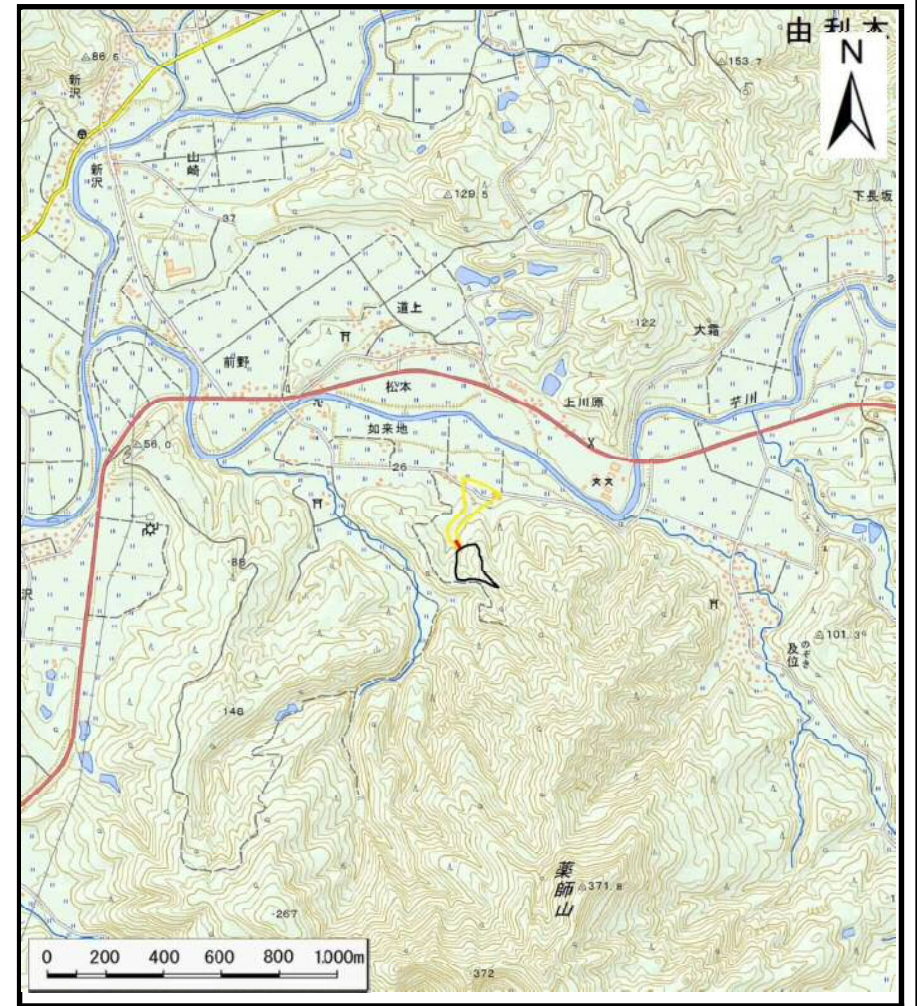 由利本
N
86.5
153.7
新沢
新沢
山崎
37
129.5
下長坂
道上
122
大霜
前野
松本
上川原
芋川
如来地
56.0
26
88
沢
101.3
のぞき
及位
148
薬師山
371.8
267
372
0 200 400 600 800 1,000m